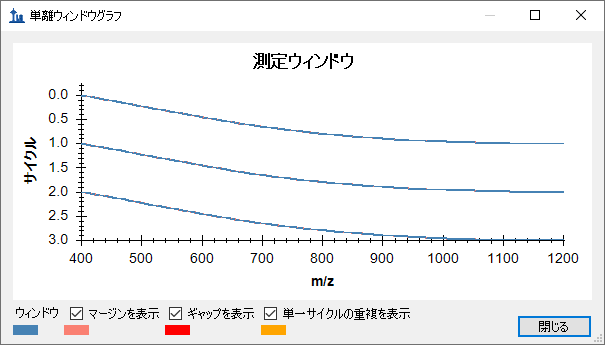 単離ウィンドウグラフ
測定ウィンドウ
サイクル
0.0
0.5
1.0
1.5
2.0
2.5
3.0
400 500 600 700 800 900 1000 1100 1200
m/z
ウィンドウ マージンを表示 ギャップを表示 単一サイクルの重複を表示
閉じる